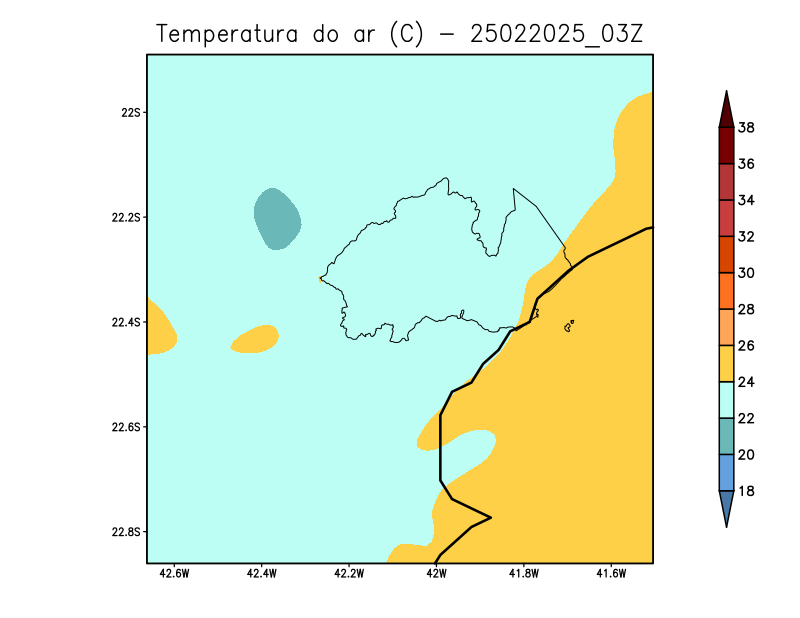 Temperatura do ar (C) - 25022025_03Z
22S
22.2S
22.4S
22.6S
22.8S
42.6W
42.4W
42.2W
42W
41.8W
41.6W
38
36
34
32
30
28
26
24
22
20
18